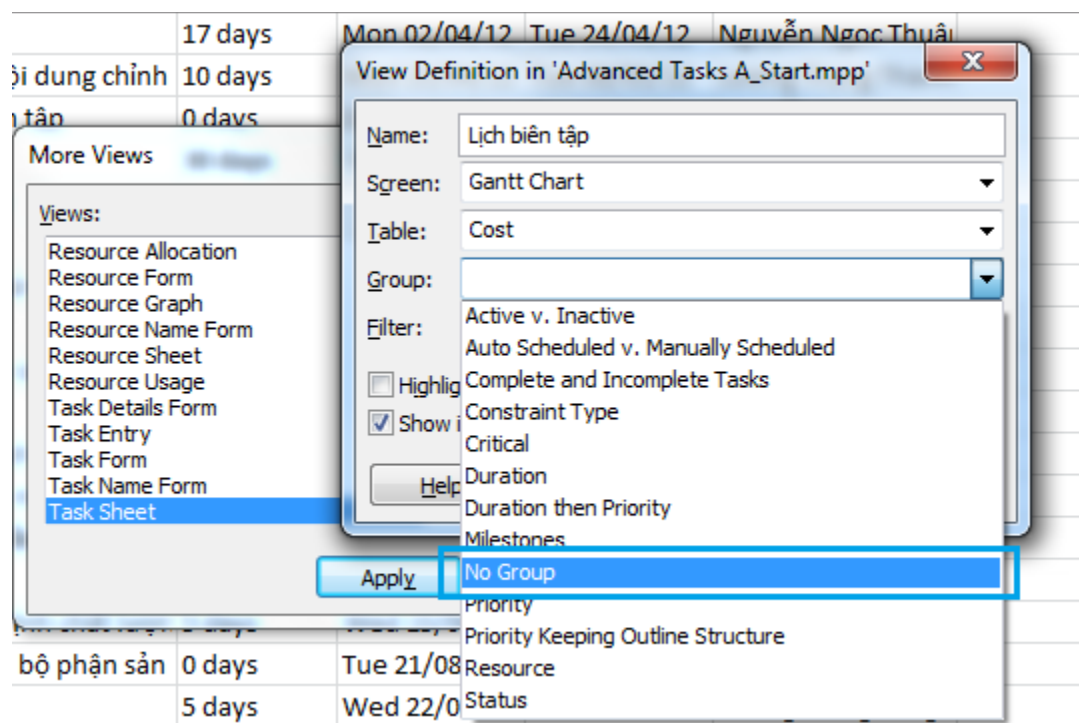 17 days Mon 02/04/12 Tue 24/04/12 Nguyễn Ngọc
dung chỉnh 10 days
tập 0 days
View Definition in 'Advanced Tasks A_Start.mpp'
Name: Lịch biên tập
Screen: Gantt Chart
Table: Cost
Group:
Filter:
Show
Help
Active v. Inactive
Auto Scheduled v. Manually Scheduled
Complete and Incomplete Tasks
Constraint Type
Critical
Duration
Duration then Priority
Milestones
No Group
Priority
Priority Keeping Outline Structure
Resource
Status
More Views
Views:
Resource Allocation
Resource Form
Resource Graph
Resource Name Form
Resource Sheet
Resource Usage
Task Details Form
Task Entry
Task Form
Task Name Form
Task Sheet
Apply
bộ phận sản 0 days Tue 21/08
5 days Wed 22/0